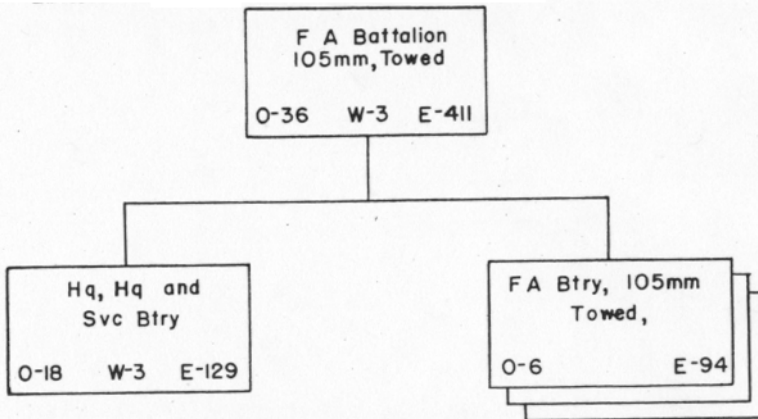 F A Battalion
105mm, Towed
O-36 W-3 E-411
Hq, Hq and
Svc Btry
O-18 W-3 E-129
FA Btry, 105mm
Towed,
O-6 E-94